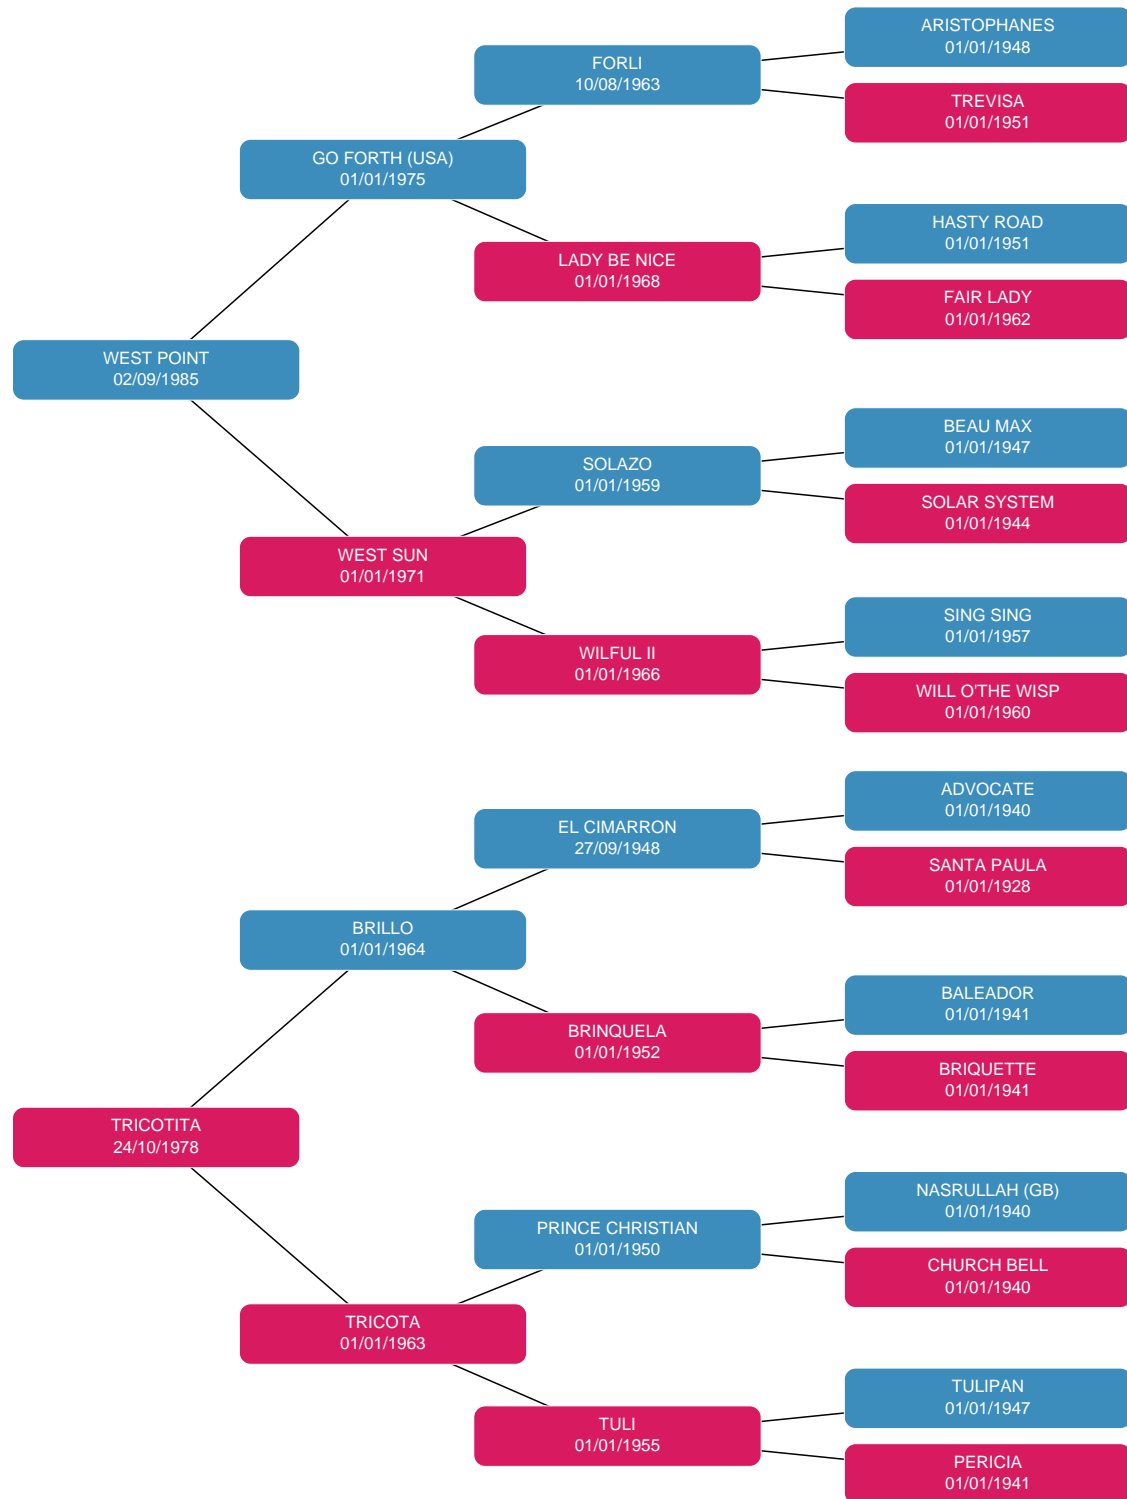 ARISTOPHANES
01/01/1948
FORLI
10/08/1963
TREVISA
01/01/1951
GO FORTH (USA)
01/01/1975
HASTY ROAD
01/01/1951
LADY BE NICE
01/01/1968
FAIR LADY
01/01/1962
WEST POINT
02/09/1985
BEAU MAX
01/01/1947
SOLAZO
01/01/1959
SOLAR SYSTEM
01/01/1944
WEST SUN
01/01/1971
SING SING
01/01/1957
WILFUL II
01/01/1966
WILL O'THE WISP
01/01/1960
ADVOCATE
01/01/1940
EL CIMARRON
27/09/1948
SANTA PAULA
01/01/1928
BRILLO
01/01/1964
BALEADOR
01/01/1941
BRINQUELA
01/01/1952
BRIQUETTE
01/01/1941
TRICOTITA
24/10/1978
NASRULLAH (GB)
01/01/1940
PRINCE CHRISTIAN
01/01/1950
CHURCH BELL
01/01/1940
TRICOTA
01/01/1963
TULIPAN
01/01/1947
TULI
01/01/1955
PERICIA
01/01/1941